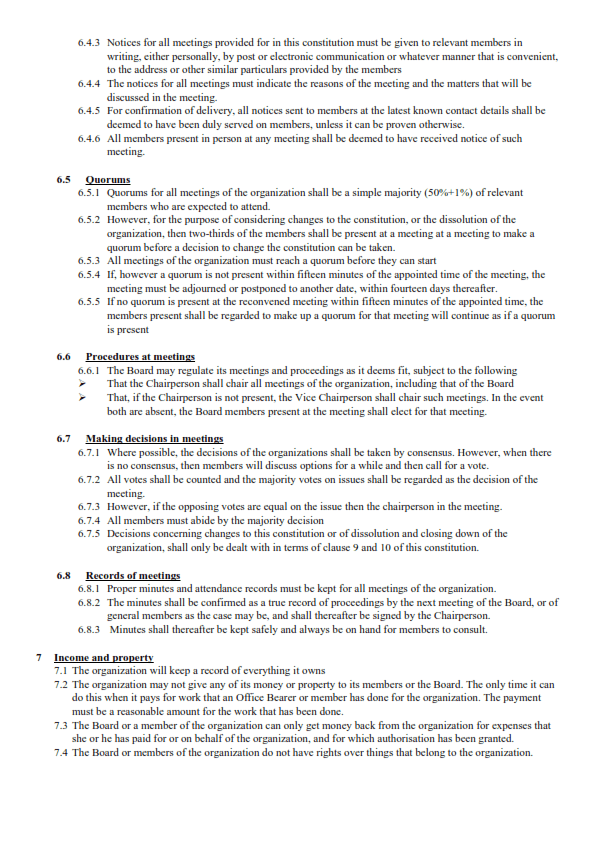 6.4.3 Notices for all meetings provided for in this constitution must be given to relevant members in
writing, either personally, by post or electronic communication or whatever manner that is convenient,
to the address or other similar particulars provided by the members
6.4.4 The notices for all meetings must indicate the reasons of the meeting and the matters that will be
discussed in the meeting.
6.4.5 For confirmation of delivery, all notices sent to members at the latest known contact details shall be
deemed to have been duly served on members, unless it can be proven otherwise.
6.4.6 All members present in person at any meeting shall be deemed to have received notice of such
meeting.
6.5 Quorums
6.5.1 Quorums for all meetings of the organization shall be a simple majority (50%+1%) of relevant
members who are expected to attend.
6.5.2 However, for the purpose of considering changes to the constitution, or the dissolution of the
organization, then two-thirds of the members shall be present at a meeting at a meeting to make a
quorum before a decision to change the constitution can be taken.
6.5.3 All meetings of the organization must reach a quorum before they can start
6.5.4 If, however a quorum is not present within fifteen minutes of the appointed time of the meeting, the
meeting must be adjourned or postponed to another date, within fourteen days thereafter.
6.5.5 If no quorum is present at the reconvened meeting within fifteen minutes of the appointed time, the
members present shall be regarded to make up a quorum for that meeting will continue as if a quorum
is present
6.6 Procedures at meetings
6.6.1 The Board may regulate its meetings and proceedings as it deems fit, subject to the following
➢ That the Chairperson shall chair all meetings of the organization, including that of the Board
➢ That, if the Chairperson is not present, the Vice Chairperson shall chair such meetings. In the event
both are absent, the Board members present at the meeting shall elect for that meeting.
6.7 Making decisions in meetings
6.7.1 Where possible, the decisions of the organizations shall be taken by consensus. However, when there
is no consensus, then members will discuss options for a while and then call for a vote.
6.7.2 All votes shall be counted and the majority votes on issues shall be regarded as the decision of the
meeting.
6.7.3 However, if the opposing votes are equal on the issue then the chairperson in the meeting.
6.7.4 All members must abide by the majority decision
6.7.5 Decisions concerning changes to this constitution or of dissolution and closing down of the
organization, shall only be dealt with in terms of clause 9 and 10 of this constitution.
6.8 Records of meetings
6.8.1 Proper minutes and attendance records must be kept for all meetings of the organization.
6.8.2 The minutes shall be confirmed as a true record of proceedings by the next meeting of the Board, or of
general members as the case may be, and shall thereafter be signed by the Chairperson.
6.8.3 Minutes shall thereafter be kept safely and always be on hand for members to consult.
7 Income and property
7.1 The organization will keep a record of everything it owns
7.2 The organization may not give any of its money or property to its members or the Board. The only time it can
do this when it pays for work that an Office Bearer or member has done for the organization. The payment
must be a reasonable amount for the work that has been done.
7.3 The Board or a member of the organization can only get money back from the organization for expenses that
she or he has paid for or on behalf of the organization, and for which authorisation has been granted.
7.4 The Board or members of the organization do not have rights over things that belong to the organization.